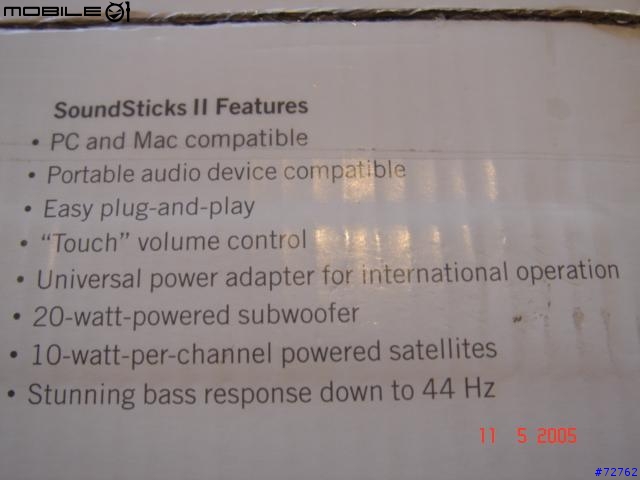 MOBILE01
SoundSticks II Features
• PC and Mac compatible
• Portable audio device compatible
• Easy plug-and-play
• “Touch” volume control
• Universal power adapter for international operation
• 20-watt-powered subwoofer
• 10-watt-per-channel powered satellites
• Stunning bass response down to 44 Hz
11 5 2005
#72762